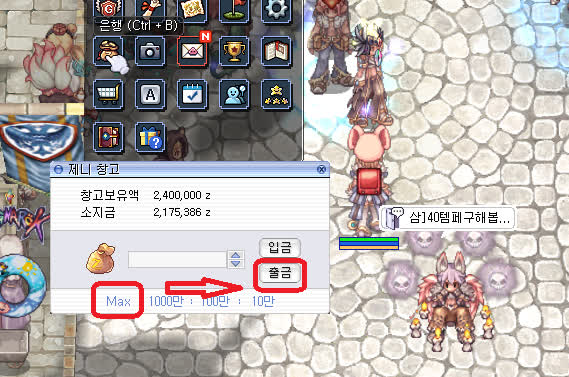 은행 (Ctrl + B)
N
A
제니 창고
창고보유액 2,400,000 z
소지금 2,175,386 z
입금
출금
Max 1000만 : 100만 : 10만
삼]40템페구해봅...